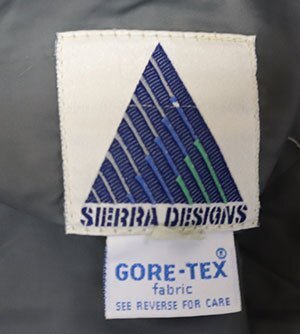 SIERRA DESIGNS
GORE-TEX®
fabric
SEE REVERSE FOR CARE